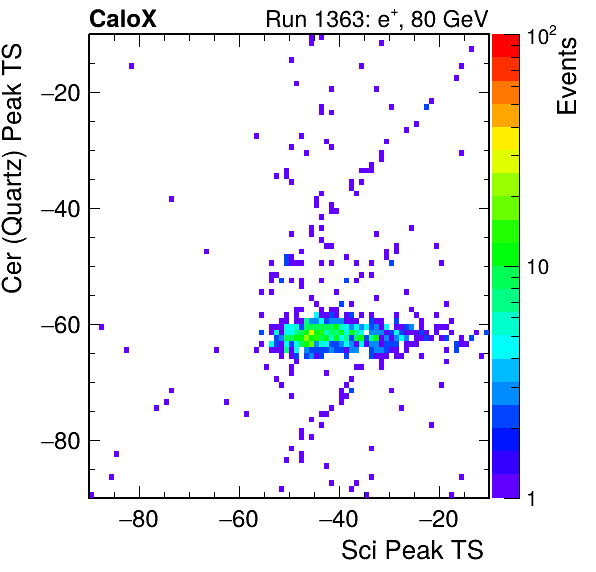 CaloX Run 1363: e⁺, 80 GeV
Cer (Quartz) Peak TS
−20
−40
−60
−80
−80 −60 −40 −20
Sci Peak TS
10²
10
1
Events